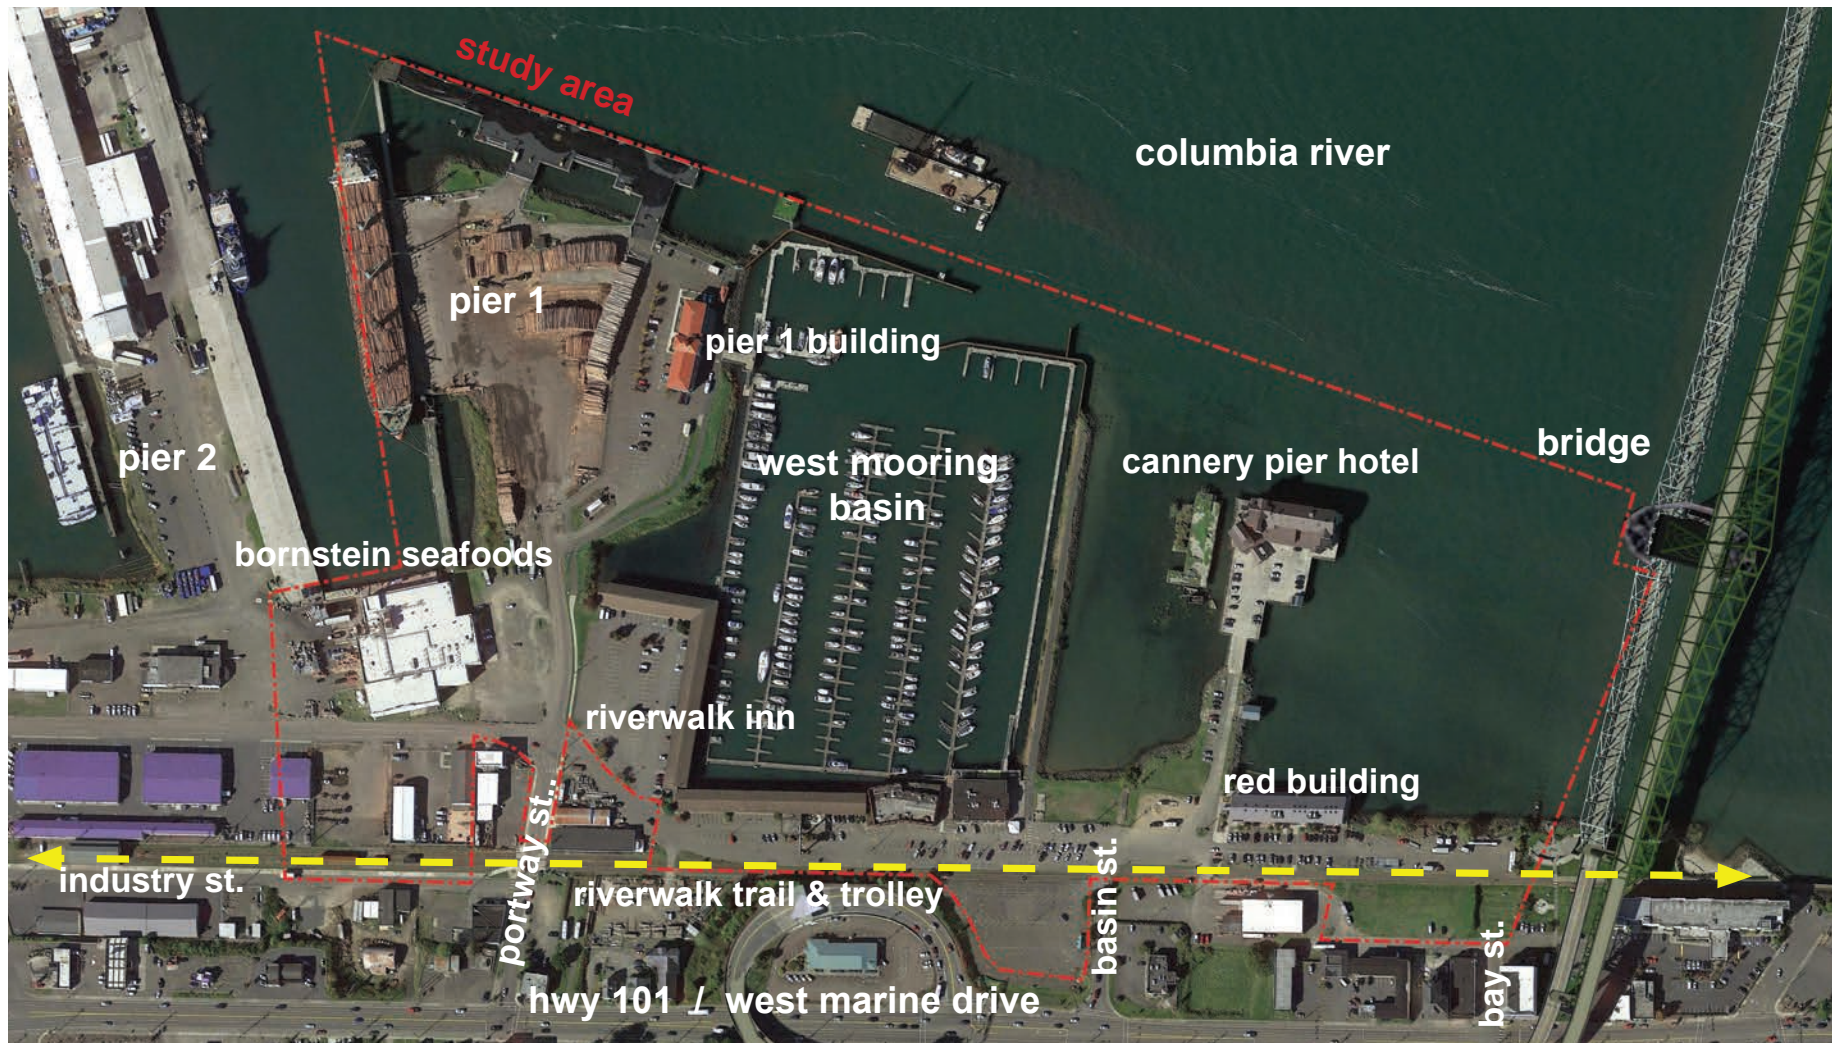 study area
columbia river
pier 1
pier 1 building
bridge
pier 2
west mooring
basin
cannery pier hotel
bornstein seafoods
riverwalk inn
red building
portway st..
industry st.
riverwalk trail & trolley
basin st.
bay st.
hwy 101 / west marine drive